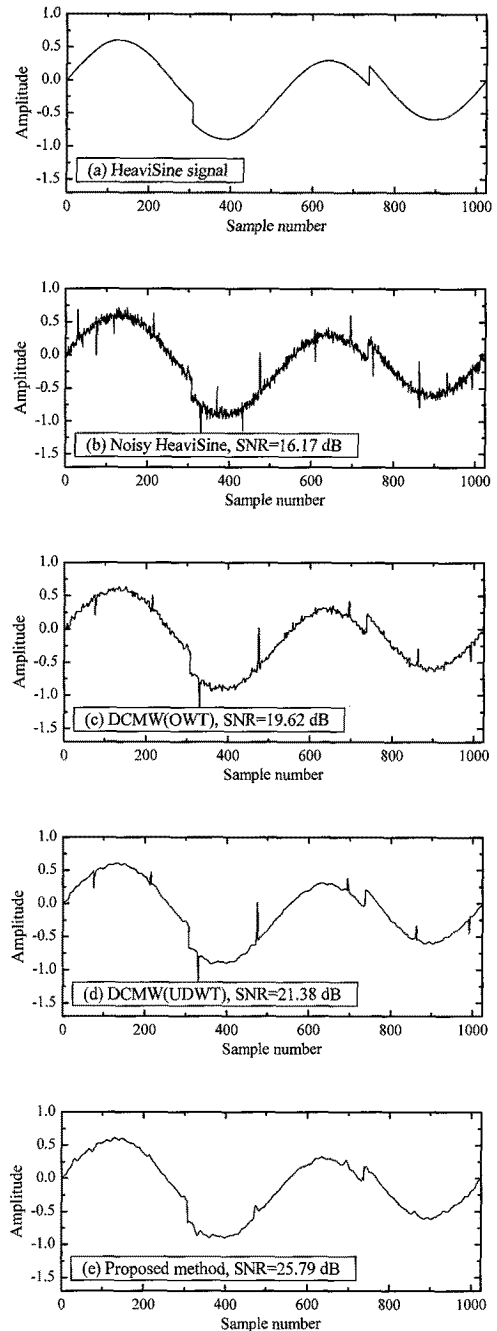 1.0
0.5
0.0
-0.5
-1.0
-1.5
Amplitude
(a) HeaviSine signal
0 200 400 600 800 1000
Sample number
1.0
0.5
0.0
-0.5
-1.0
-1.5
Amplitude
(b) Noisy HeaviSine, SNR=16.17 dB
0 200 400 600 800 1000
Sample number
1.0
0.5
0.0
-0.5
-1.0
-1.5
Amplitude
(c) DCMW(OWT), SNR=19.62 dB
0 200 400 600 800 1000
Sample number
1.0
0.5
0.0
-0.5
-1.0
-1.5
Amplitude
(d) DCMW(UDWT), SNR=21.38 dB
0 200 400 600 800 1000
Sample number
1.0
0.5
0.0
-0.5
-1.0
-1.5
Amplitude
(e) Proposed method, SNR=25.79 dB
0 200 400 600 800 1000
Sample number